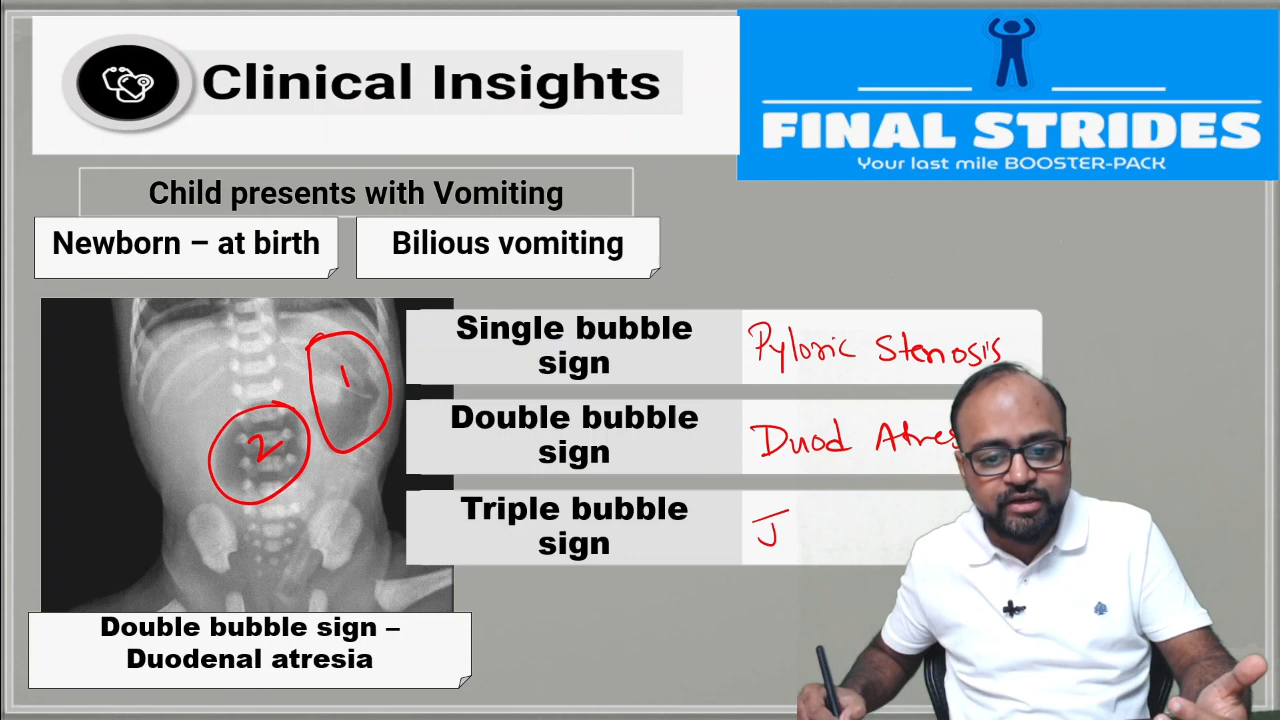 Clinical Insights
FINAL STRIDES
Your last mile BOOSTER-PACK
Child presents with Vomiting
Newborn – at birth
Bilious vomiting
Single bubble
sign
Pyloric Stenosis
Double bubble
sign
Duod
Triple bubble
sign
J
1
2
Double bubble sign –
Duodenal atresia